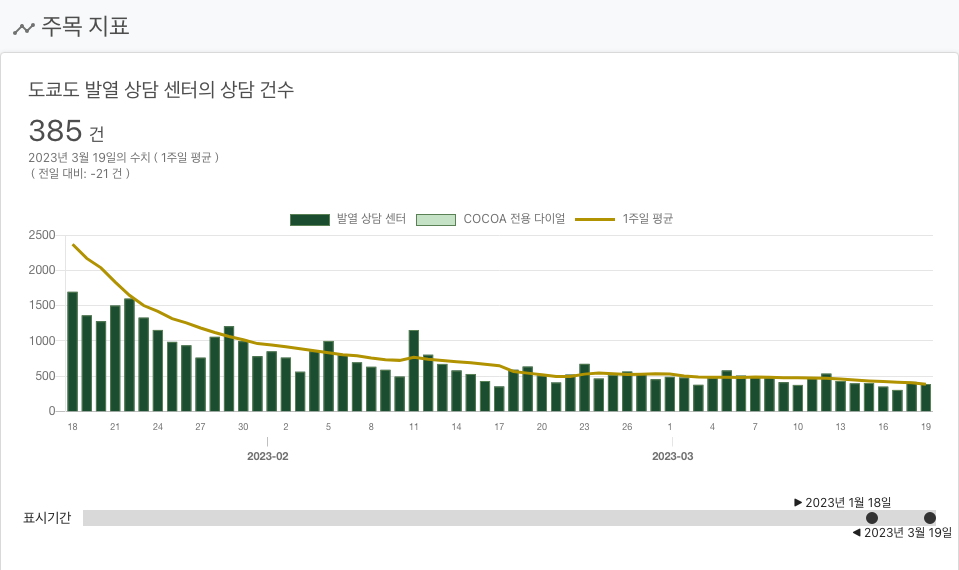 주목 지표
도쿄도 발열 상담 센터의 상담 건수
385 건
2023년 3월 19일의 수치 ( 1주일 평균 )
( 전일 대비: -21 건 )
발열 상담 센터 COCOA 전용 다이얼 1주일 평균
2500
2000
1500
1000
500
0
18 21 24 27 30 2 5 8 11 14 17 20 23 26 1 4 7 10 13 16 19
2023-02 2023-03
▶ 2023년 1월 18일
표시기간
◀ 2023년 3월 19일